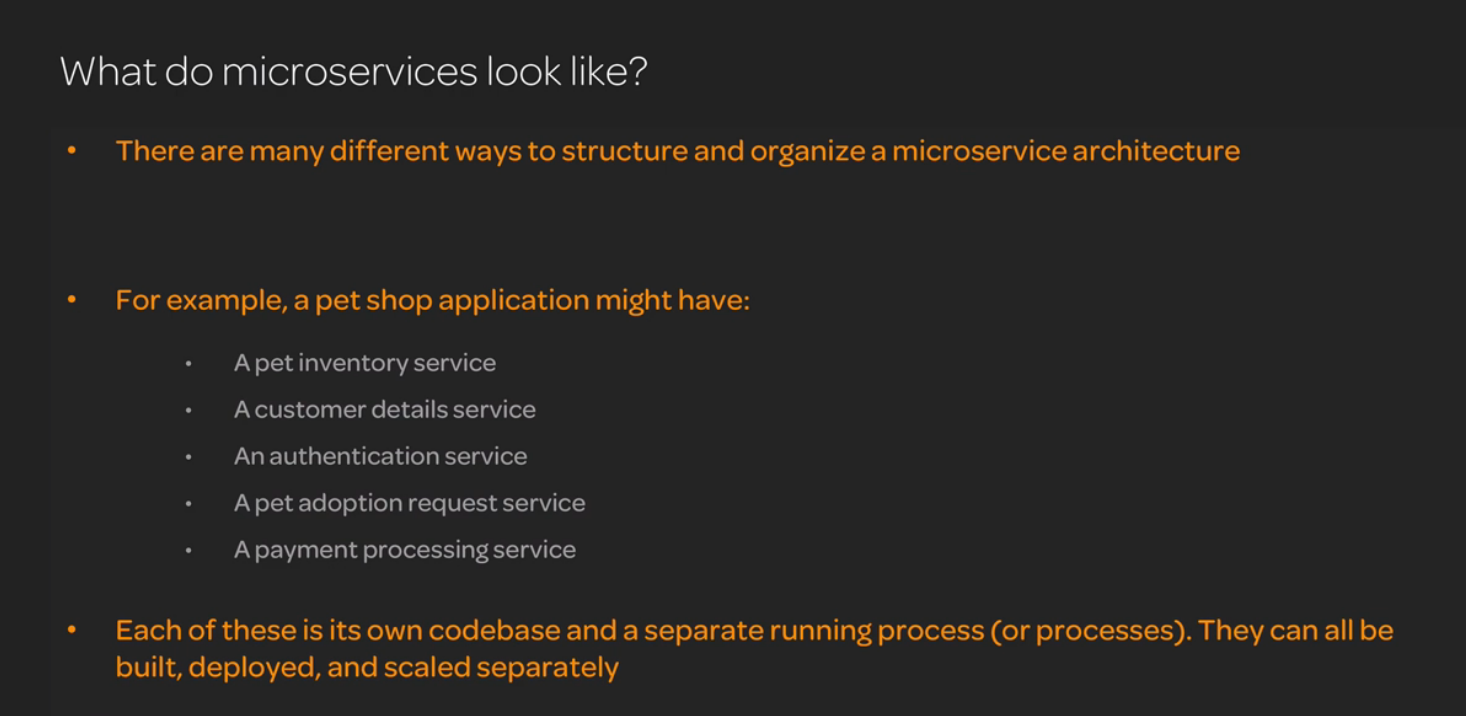 What do microservices look like?
• There are many different ways to structure and organize a microservice architecture
• For example, a pet shop application might have:
• A pet inventory service
• A customer details service
• An authentication service
• A pet adoption request service
• A payment processing service
• Each of these is its own codebase and a separate running process (or processes). They can all be
built, deployed, and scaled separately